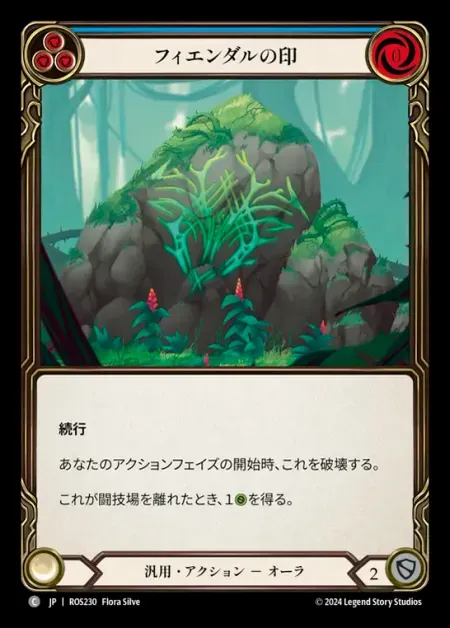 フィエンダルの印
0
続行
あなたのアクションフェイズの開始時、これを破壊する。
これが闘技場を離れたとき、1を得る。
汎用・アクション － オーラ
2
C JP | ROS230 Flora Silve
© 2024 Legend Story Studios